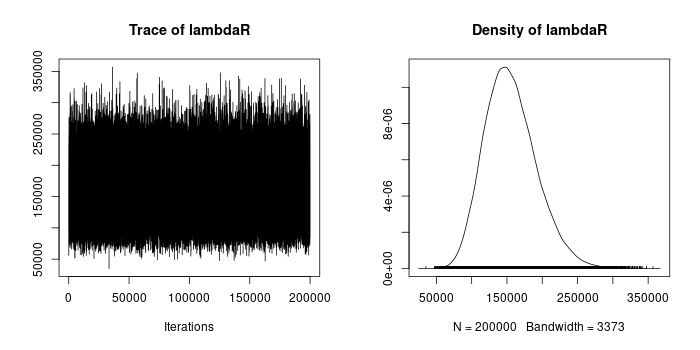 Trace of lambdaR
350000
250000
150000
50000
0 50000 100000 150000 200000
Iterations
Density of lambdaR
8e-06
4e-06
0e+00
50000 150000 250000 350000
N = 200000 Bandwidth = 3373